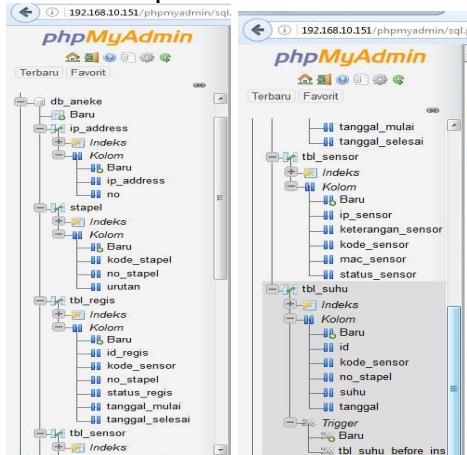 192.168.10.151/phpmyadmin/sql.
phpMyAdmin
Terbaru Favorit
db_aneke
Baru
ip_address
Indeks
Kolom
Baru
ip_address
no
stapel
Indeks
Kolom
Baru
kode_stapel
no_stapel
urutan
tbl_regis
Indeks
Kolom
Baru
id_regis
kode_sensor
no_stapel
status_regis
tanggal_mulai
tanggal_selesai
tbl_sensor
Indeks
192.168.10.151/phpmyadmin/sql.
phpMyAdmin
Terbaru Favorit
tanggal_mulai
tanggal_selesai
tbl_sensor
Indeks
Kolom
Baru
ip_sensor
keterangan_sensor
kode_sensor
mac_sensor
status_sensor
tbl_suhu
Indeks
Kolom
Baru
id
kode_sensor
no_stapel
suhu
tanggal
Trigger
Baru
tbl_suhu_before_ins